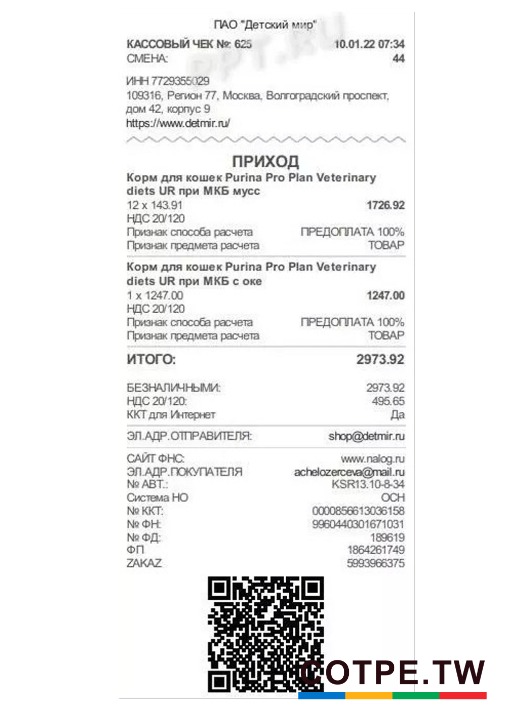 ПАО "Детский мир"
PPT.RU
КАССОВЫЙ ЧЕК №: 625 10.01.22 07:34
СМЕНА: 44
ИНН 7729355029
109316, Регион 77, Москва, Волгоградский проспект,
дом 42, корпус 9
https://www.detmir.ru/
ПРИХОД
Корм для кошек Purina Pro Plan Veterinary
diets UR при МКБ мусс
12 x 143.91 1726.92
НДС 20/120
Признак способа расчета ПРЕДОПЛАТА 100%
Признак предмета расчета ТОВАР
Корм для кошек Purina Pro Plan Veterinary
diets UR при МКБ с оке
1 x 1247.00 1247.00
НДС 20/120
Признак способа расчета ПРЕДОПЛАТА 100%
Признак предмета расчета ТОВАР
ИТОГО: 2973.92
БЕЗНАЛИЧНЫМИ: 2973.92
НДС 20/120: 495.65
ККТ для Интернет Да
ЭЛ.АДР.ОТПРАВИТЕЛЯ: shop@detmir.ru
САЙТ ФНС: www.nalog.ru
ЭЛ.АДР.ПОКУПАТЕЛЯ achelozerceva@mail.ru
№ АВТ.: KSR13.10-8-34
Система НО ОСН
№ ККТ: 0000856613036158
№ ФН: 9960440301671031
№ ФД: 189619
ФП 1864261749
ZAKAZ 5993966375
COTPE.TW